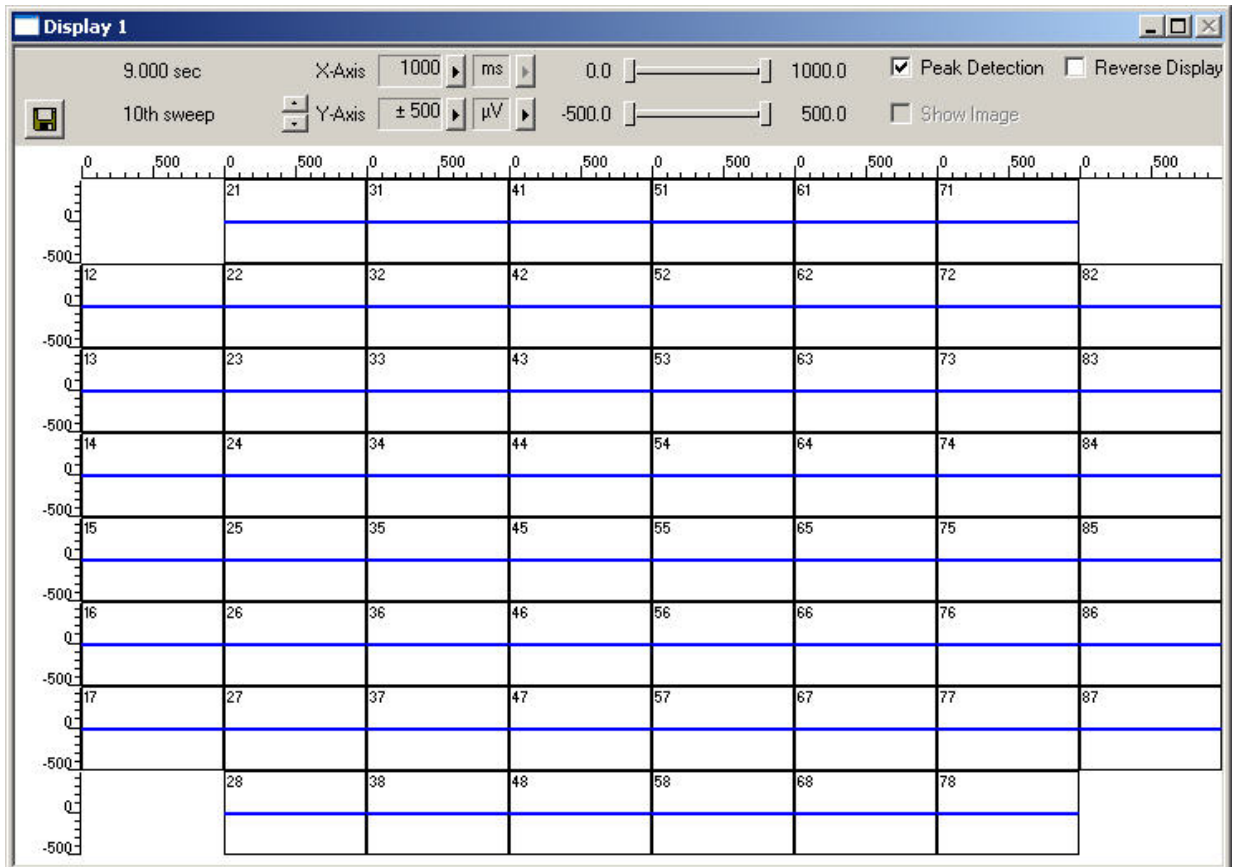 Display 1
9.000 sec X-Axis 1000 ms 0.0 1000.0 Peak Detection Reverse Display
10th sweep Y-Axis ± 500 µV -500.0 500.0 Show Image
0 500 0 500 0 500 0 500 0 500 0 500 0 500 0 500
21 31 41 51 61 71
0
-500
12 22 32 42 52 62 72 82
0
-500
13 23 33 43 53 63 73 83
0
-500
14 24 34 44 54 64 74 84
0
-500
15 25 35 45 55 65 75 85
0
-500
16 26 36 46 56 66 76 86
0
-500
17 27 37 47 57 67 77 87
0
-500
28 38 48 58 68 78
0
-500